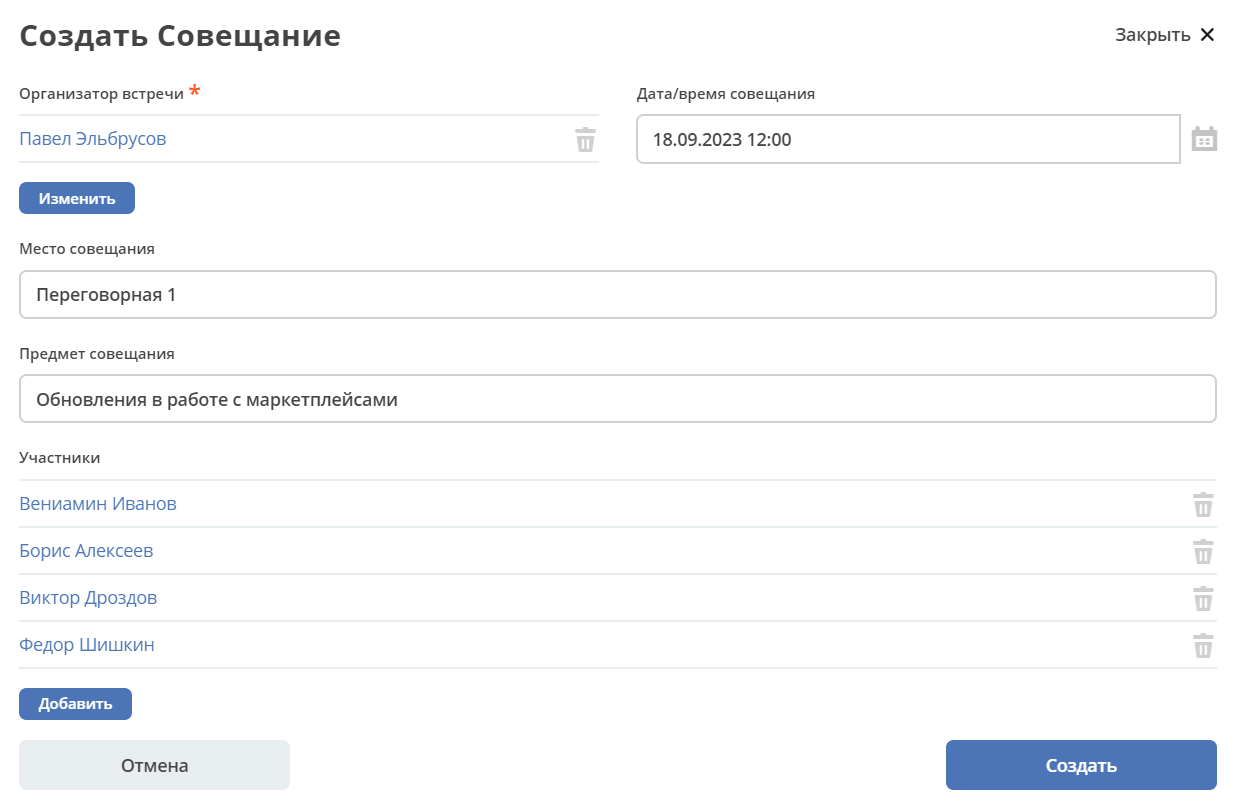 Создать Совещание
Закрыть
Организатор встречи *
Дата/время совещания
Павел Эльбрусов
18.09.2023 12:00
Изменить
Место совещания
Переговорная 1
Предмет совещания
Обновления в работе с маркетплейсами
Участники
Вениамин Иванов
Борис Алексеев
Виктор Дроздов
Федор Шишкин
Добавить
Отмена
Создать